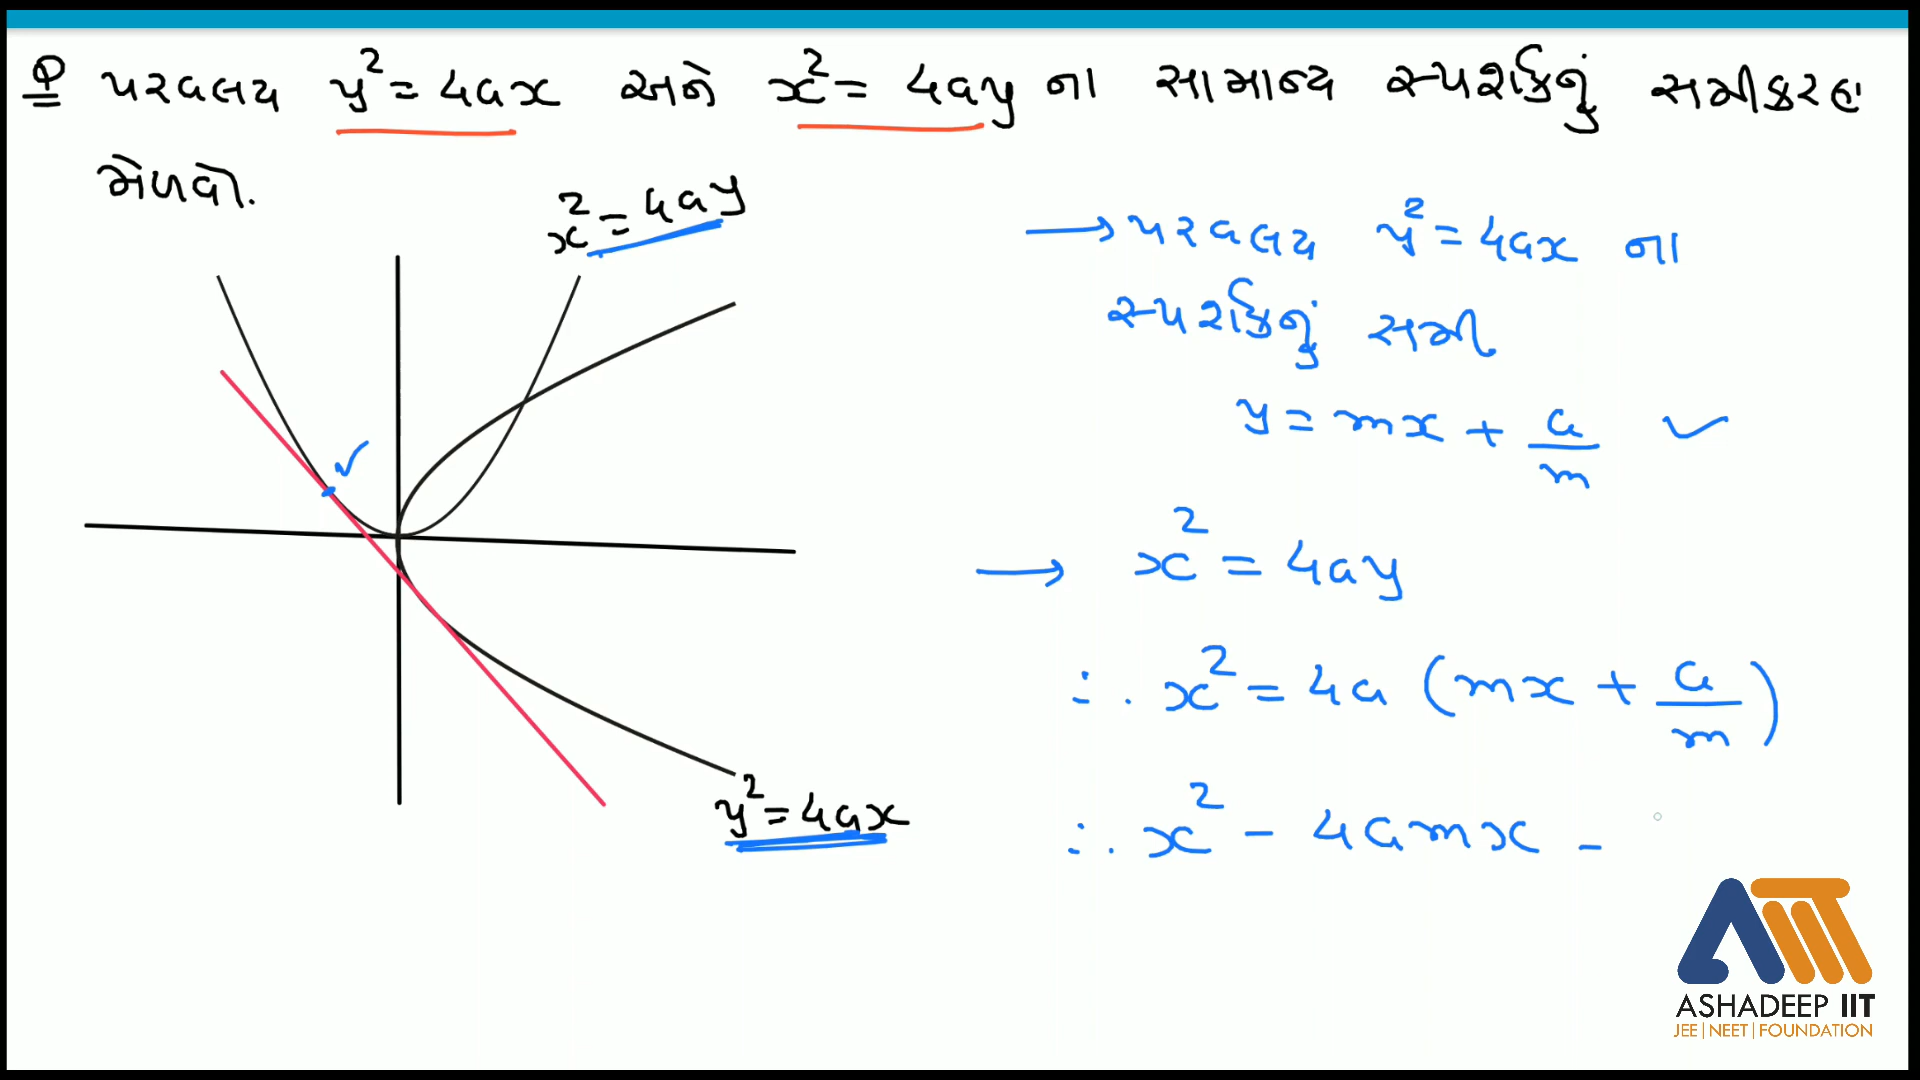 Q પરવલય y² = 4ax અને x² = 4ay ના સામાન્ય સ્પર્શકનું સમીકરણ
મેળવો.
x² = 4ay
y² = 4ax
→ પરવલય y² = 4ax ના
સ્પર્શકનું સમી
y = mx + a/m ✓
→ x² = 4ay
∴ x² = 4a (mx + a/m)
∴ x² - 4amx -
ASHADEEP IIT
JEE | NEET | FOUNDATION